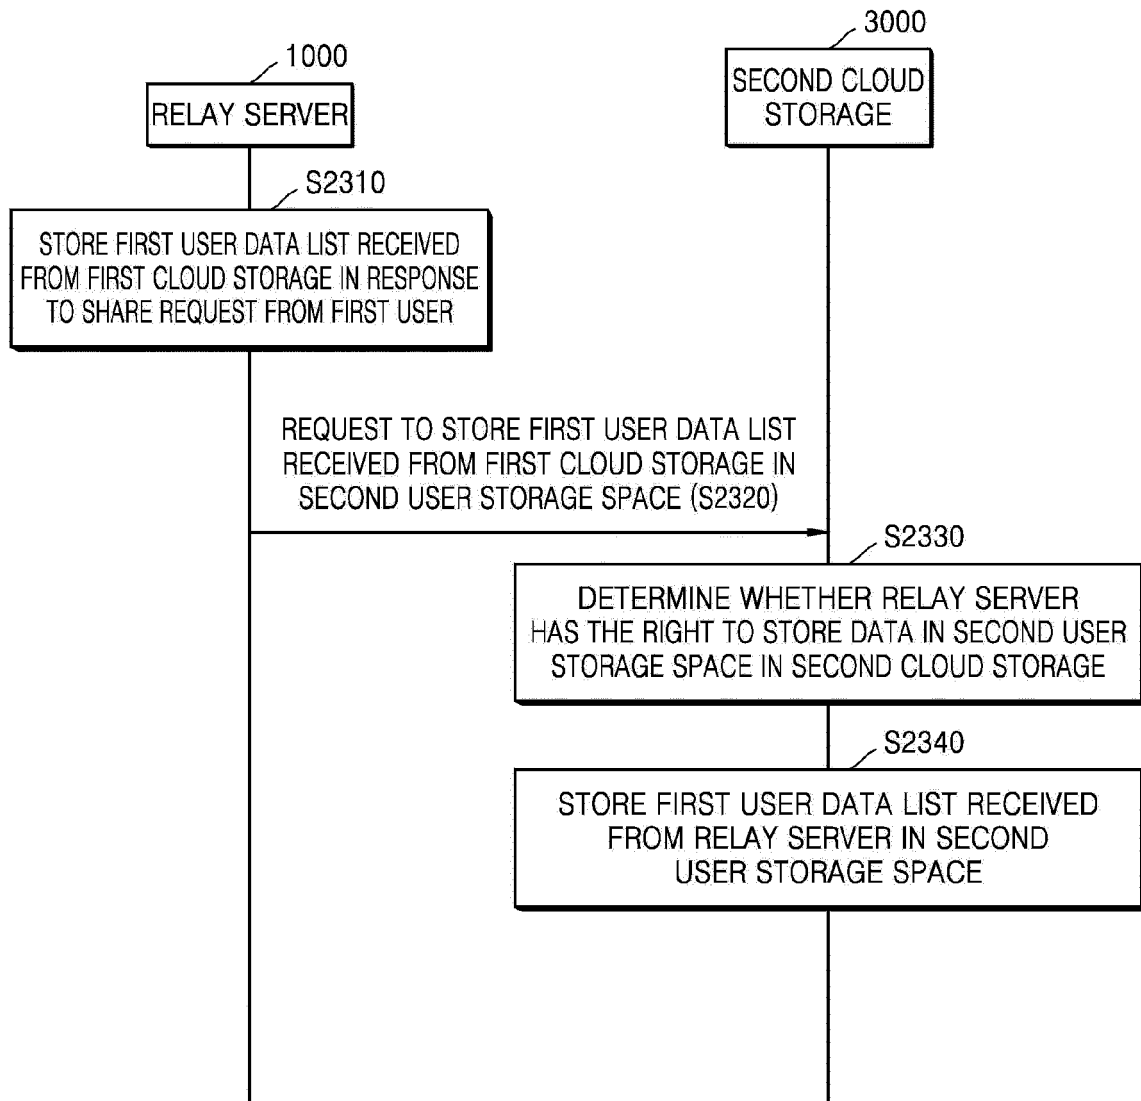 1000
RELAY SERVER
3000
SECOND CLOUD
STORAGE
S2310
STORE FIRST USER DATA LIST RECEIVED
FROM FIRST CLOUD STORAGE IN RESPONSE
TO SHARE REQUEST FROM FIRST USER
REQUEST TO STORE FIRST USER DATA LIST
RECEIVED FROM FIRST CLOUD STORAGE IN
SECOND USER STORAGE SPACE (S2320)
S2330
DETERMINE WHETHER RELAY SERVER
HAS THE RIGHT TO STORE DATA IN SECOND USER
STORAGE SPACE IN SECOND CLOUD STORAGE
S2340
STORE FIRST USER DATA LIST RECEIVED
FROM RELAY SERVER IN SECOND
USER STORAGE SPACE